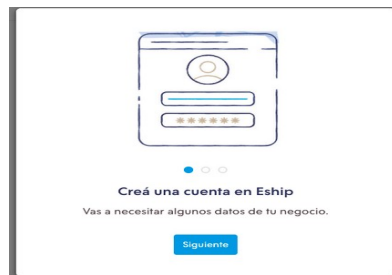 ******
Creá una cuenta en Eship
Vas a necesitar algunos datos de tu negocio.
Siguiente